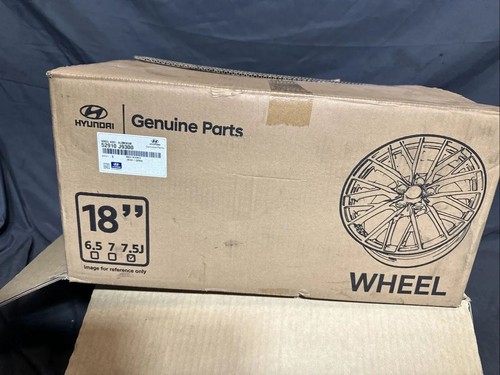 HYUNDAI
Genuine Parts
52910 J9300
18”
6.5 7 7.5J
image for reference only
WHEEL